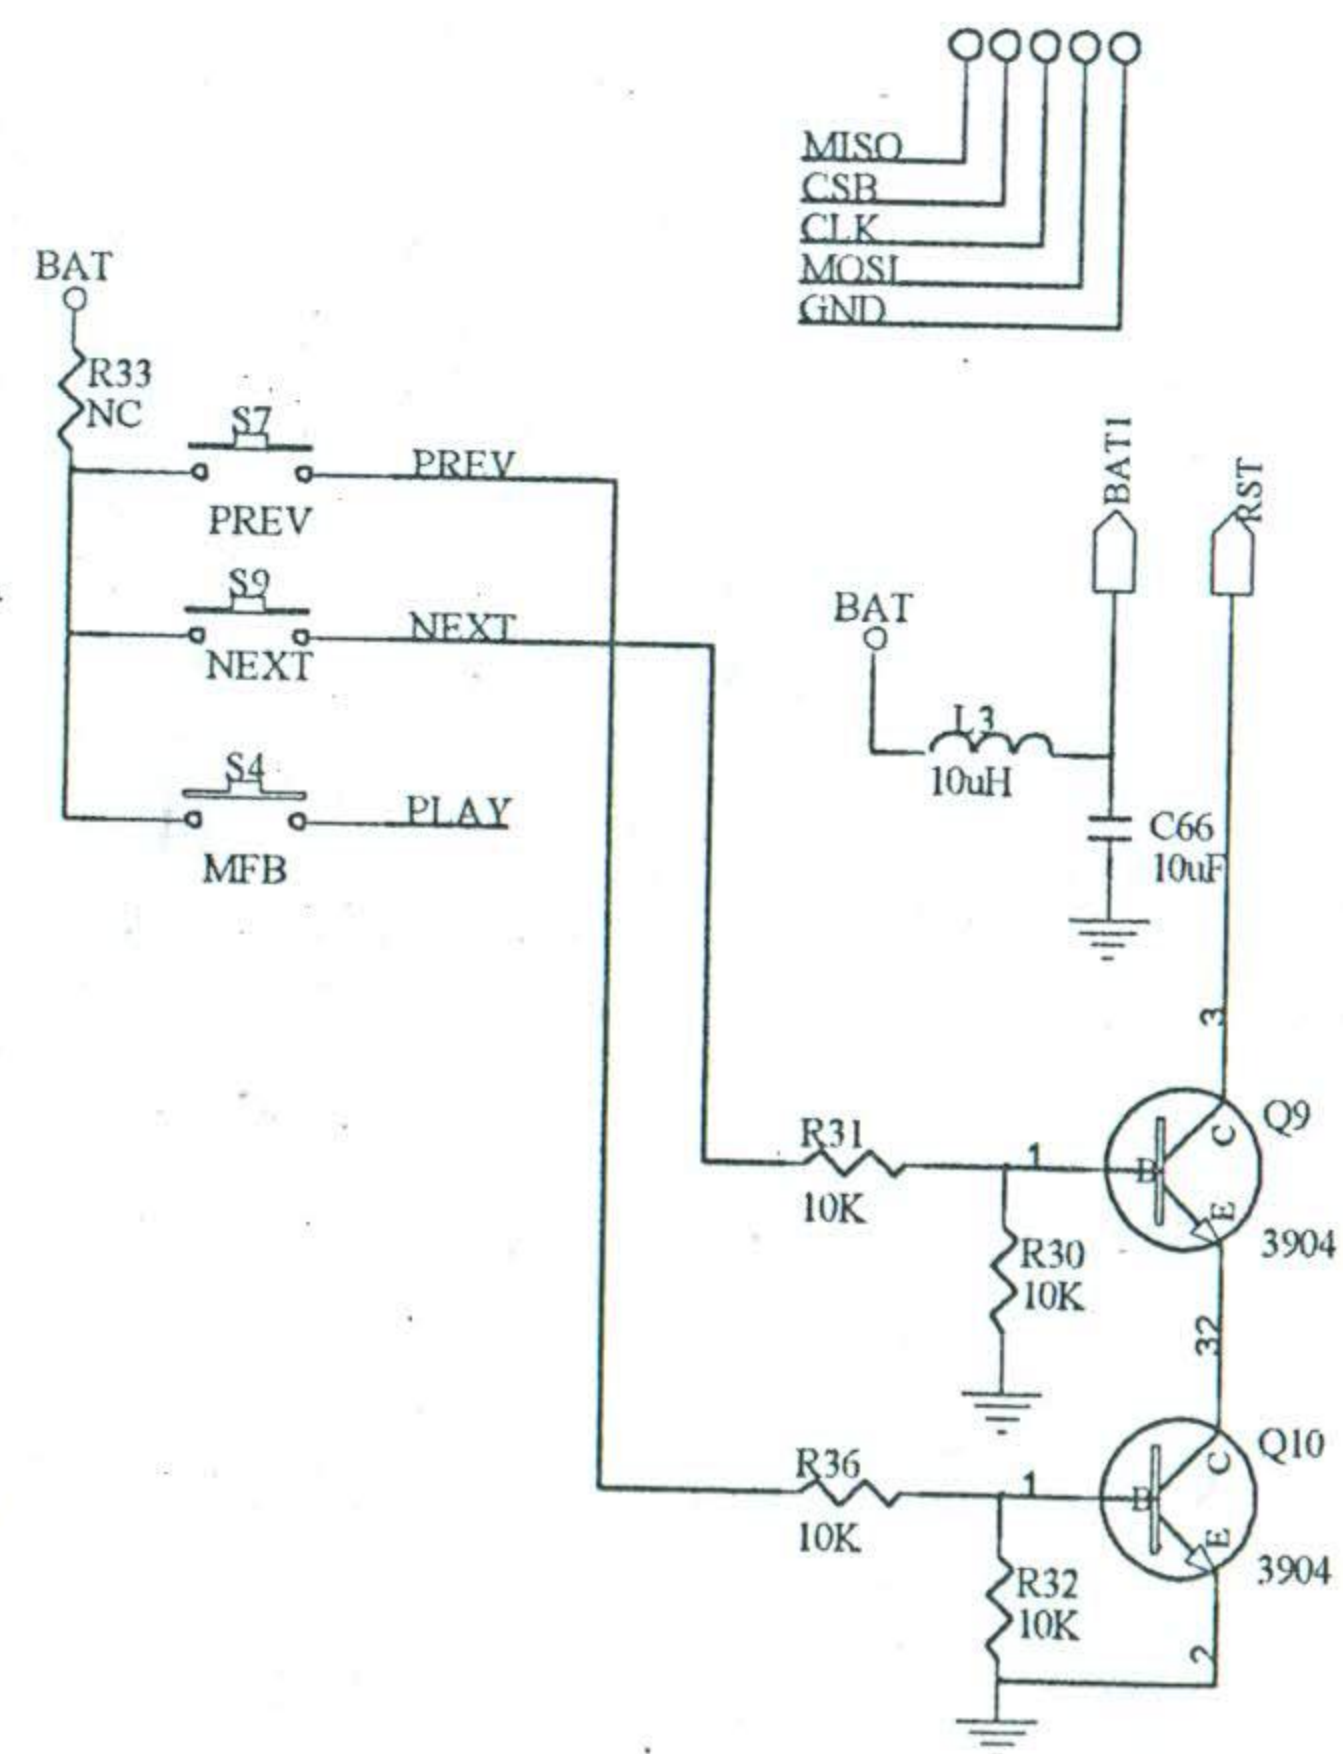 MISO
CSB
CLK
MOSI
GND
BAT
R33
NC
S7
PREV
PREV
S9
NEXT
NEXT
S4
PLAY
MFB
BAT1
RST
BAT
L3
10uH
C66
10uF
3
Q9
C
R31
1
B
10K
E
3904
R30
10K
32
Q10
C
R36
1
B
10K
E
3904
R32
10K
2